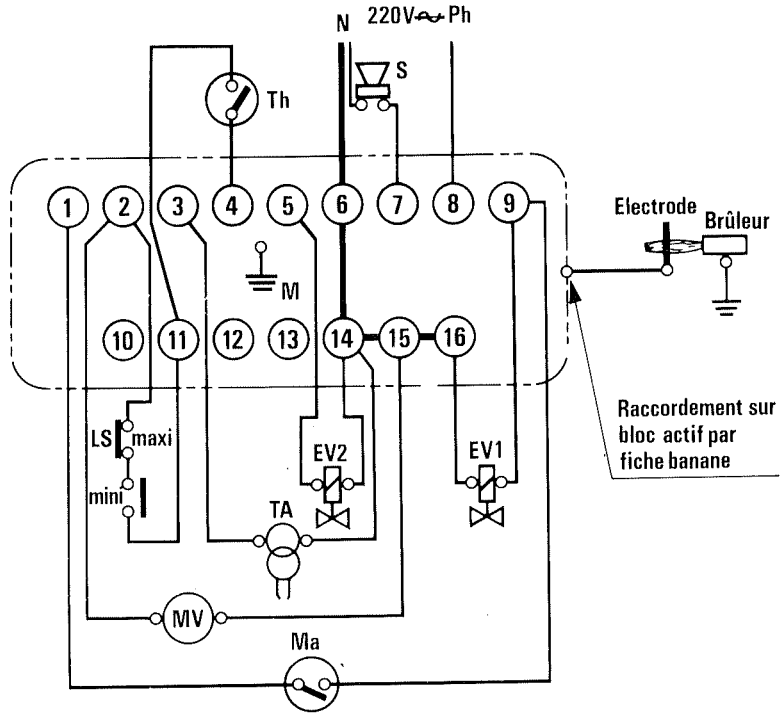 N 220V Ph
S
Th
1 2 3 4 5 6 7 8 9
Electrode
Brûleur
M
10 11 12 13 14 15 16
Raccordement sur
bloc actif par
fiche banane
LS maxi
mini
EV2
EV1
TA
MV
Ma